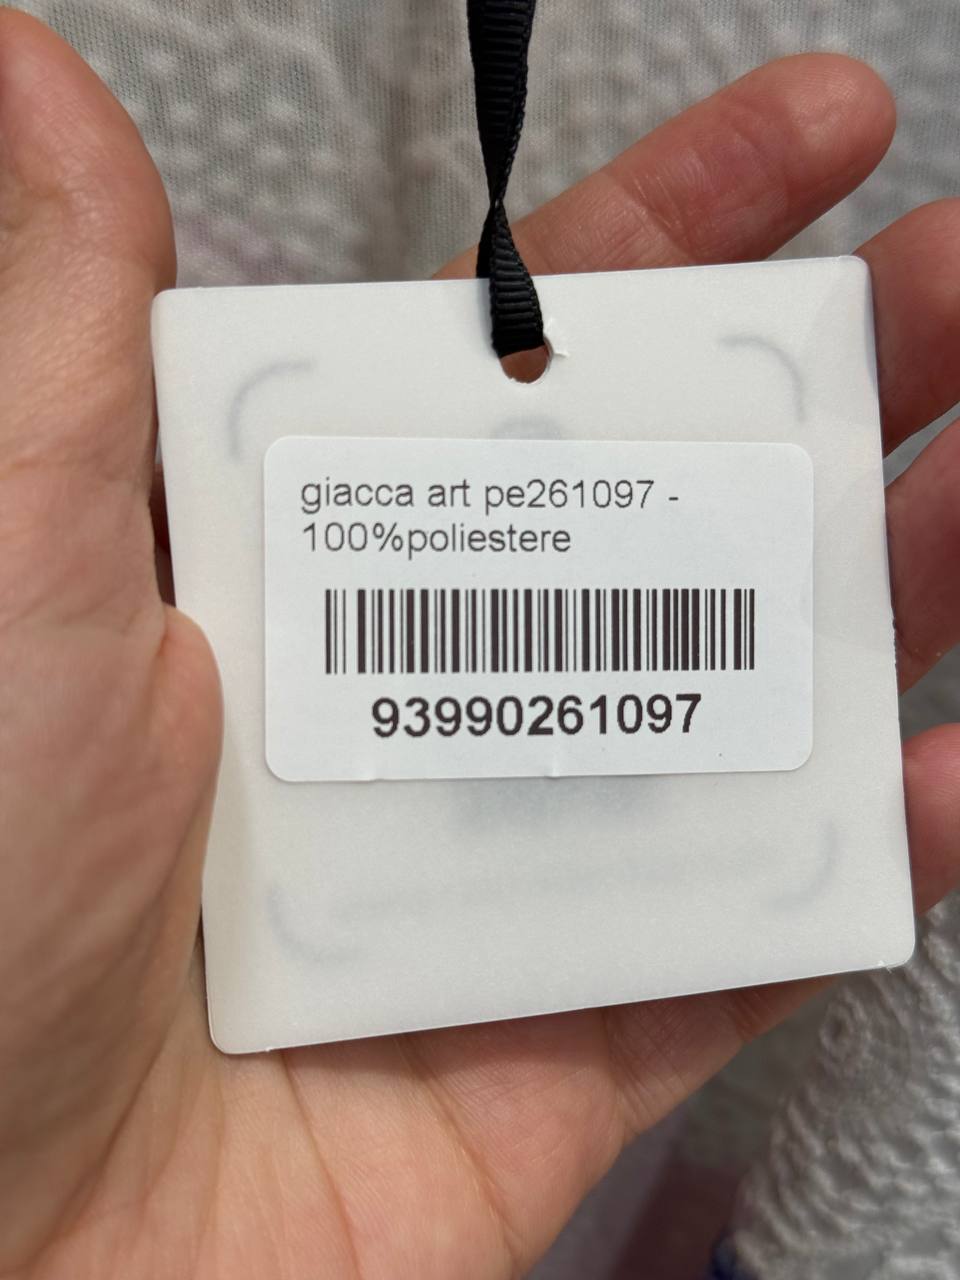 giacca art pe261097 -
100%poliestere
93990261097